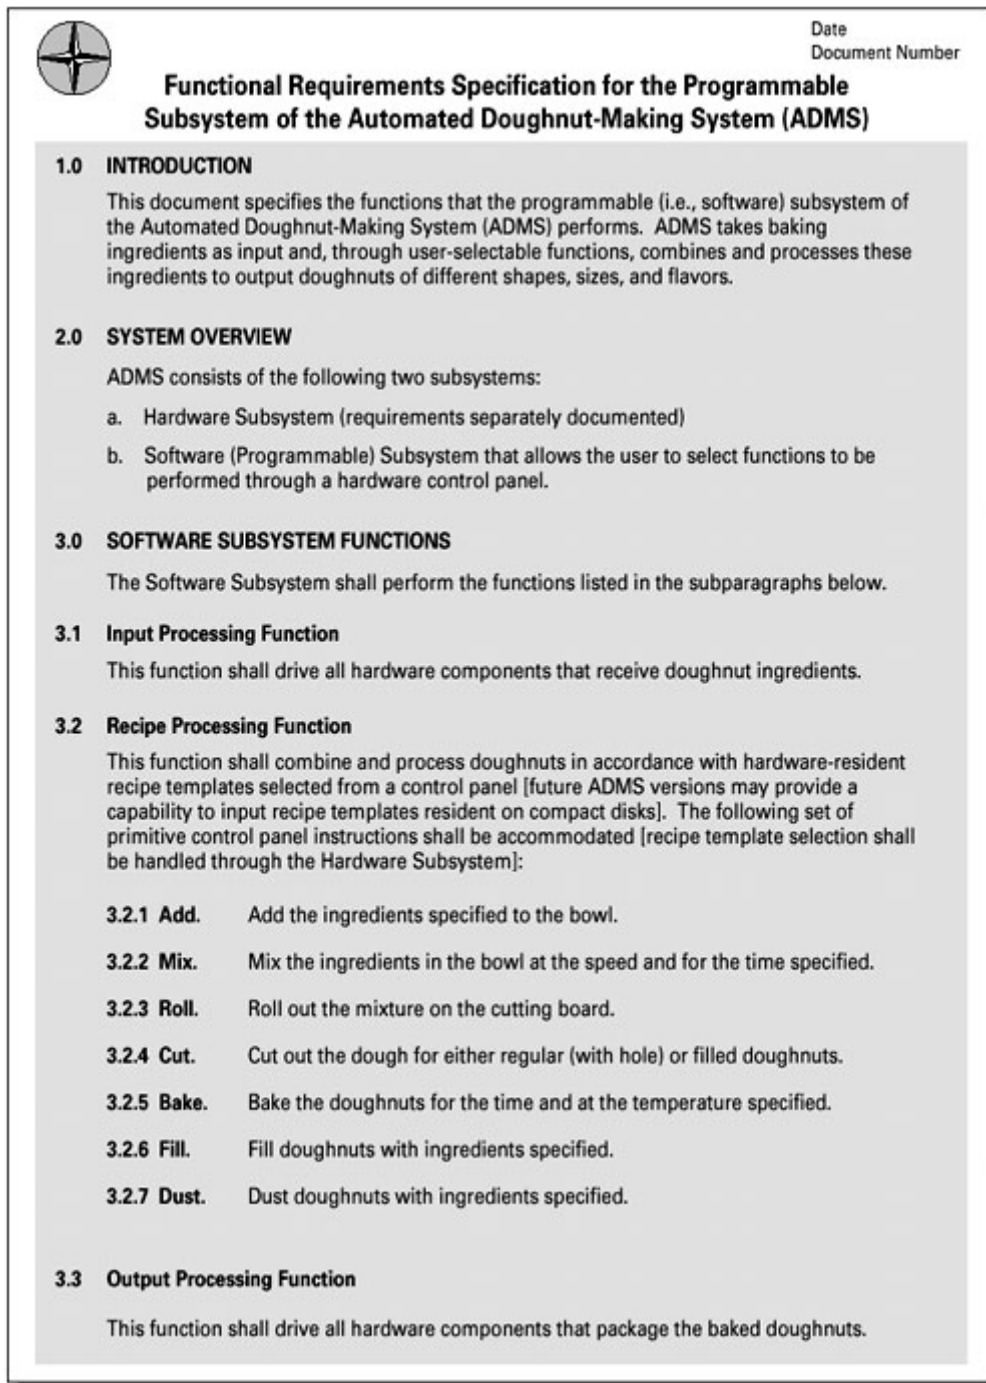 Date
Document Number
Functional Requirements Specification for the Programmable
Subsystem of the Automated Doughnut-Making System (ADMS)
1.0 INTRODUCTION
This document specifies the functions that the programmable (i.e., software) subsystem of
the Automated Doughnut-Making System (ADMS) performs. ADMS takes baking
ingredients as input and, through user-selectable functions, combines and processes these
ingredients to output doughnuts of different shapes, sizes, and flavors.
2.0 SYSTEM OVERVIEW
ADMS consists of the following two subsystems:
a. Hardware Subsystem (requirements separately documented)
b. Software (Programmable) Subsystem that allows the user to select functions to be
performed through a hardware control panel.
3.0 SOFTWARE SUBSYSTEM FUNCTIONS
The Software Subsystem shall perform the functions listed in the subparagraphs below.
3.1 Input Processing Function
This function shall drive all hardware components that receive doughnut ingredients.
3.2 Recipe Processing Function
This function shall combine and process doughnuts in accordance with hardware-resident
recipe templates selected from a control panel [future ADMS versions may provide a
capability to input recipe templates resident on compact disks]. The following set of
primitive control panel instructions shall be accommodated [recipe template selection shall
be handled through the Hardware Subsystem]:
3.2.1 Add. Add the ingredients specified to the bowl.
3.2.2 Mix. Mix the ingredients in the bowl at the speed and for the time specified.
3.2.3 Roll. Roll out the mixture on the cutting board.
3.2.4 Cut. Cut out the dough for either regular (with hole) or filled doughnuts.
3.2.5 Bake. Bake the doughnuts for the time and at the temperature specified.
3.2.6 Fill. Fill doughnuts with ingredients specified.
3.2.7 Dust. Dust doughnuts with ingredients specified.
3.3 Output Processing Function
This function shall drive all hardware components that package the baked doughnuts.